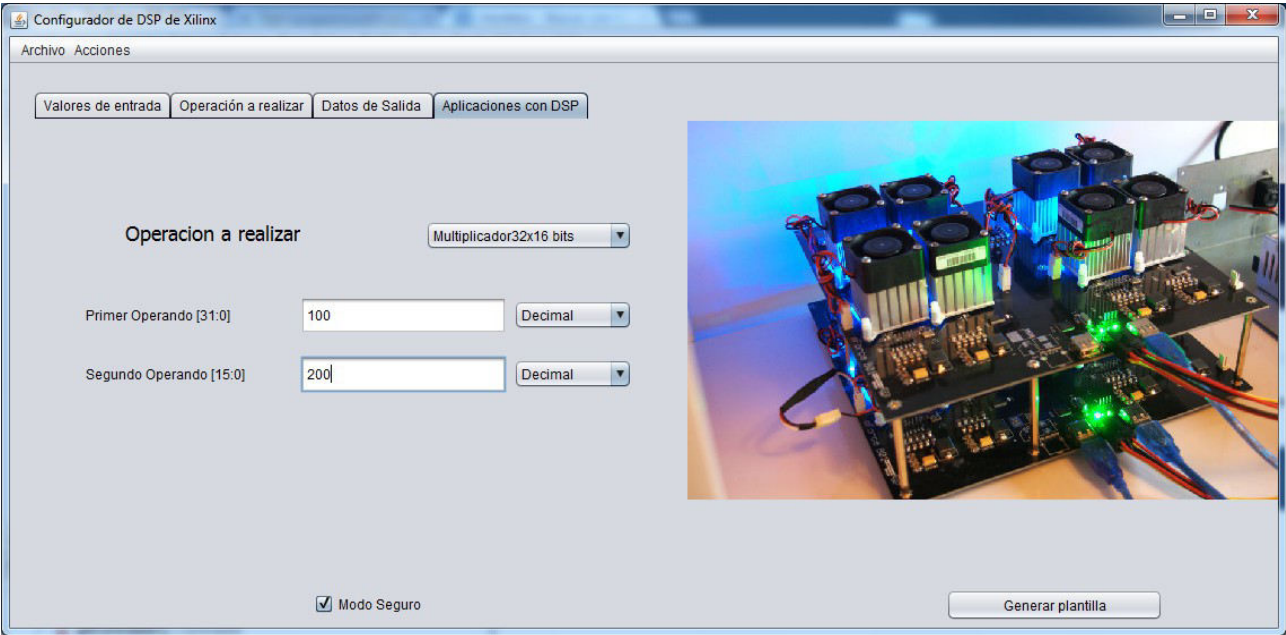 Configurador de DSP de Xilinx
Archivo Acciones
Valores de entrada Operación a realizar Datos de Salida Aplicaciones con DSP
Operacion a realizar Multiplicador32x16 bits
Primer Operando [31:0] 100 Decimal
Segundo Operando [15:0] 200 Decimal
Modo Seguro Generar plantilla